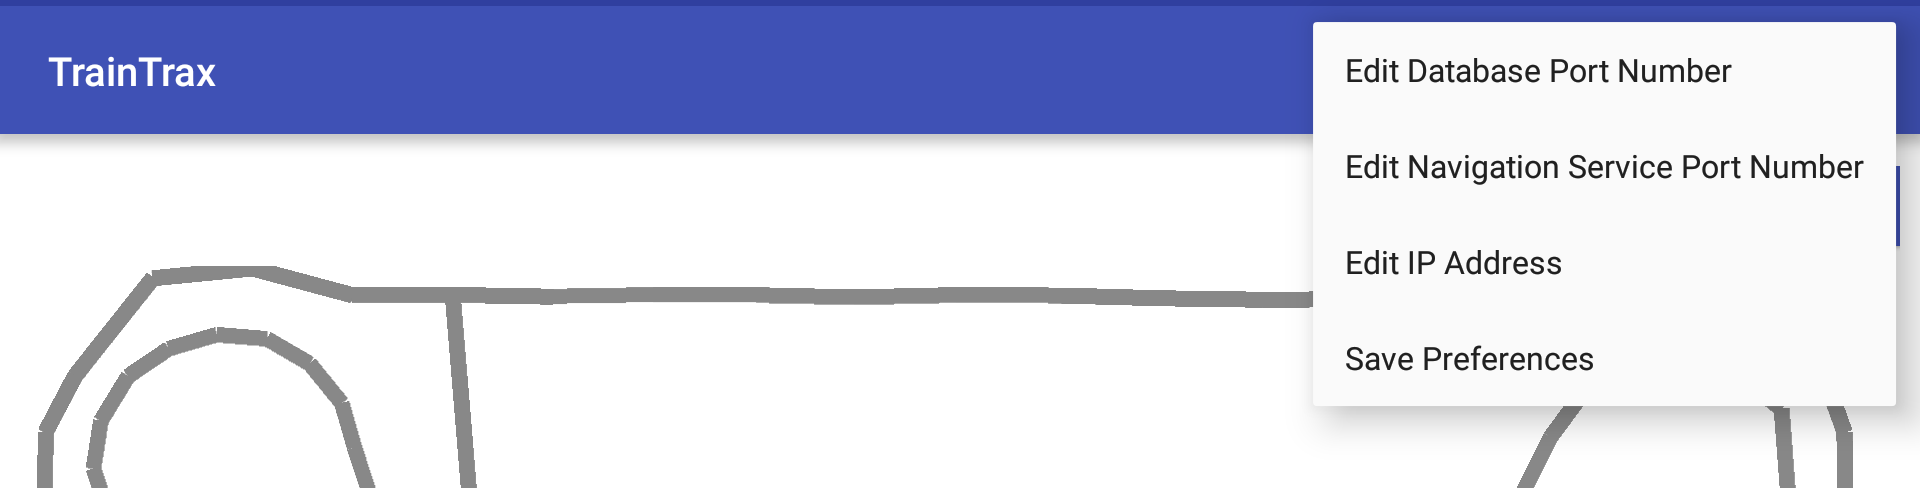 TrainTrax
Edit Database Port Number
Edit Navigation Service Port Number
Edit IP Address
Save Preferences